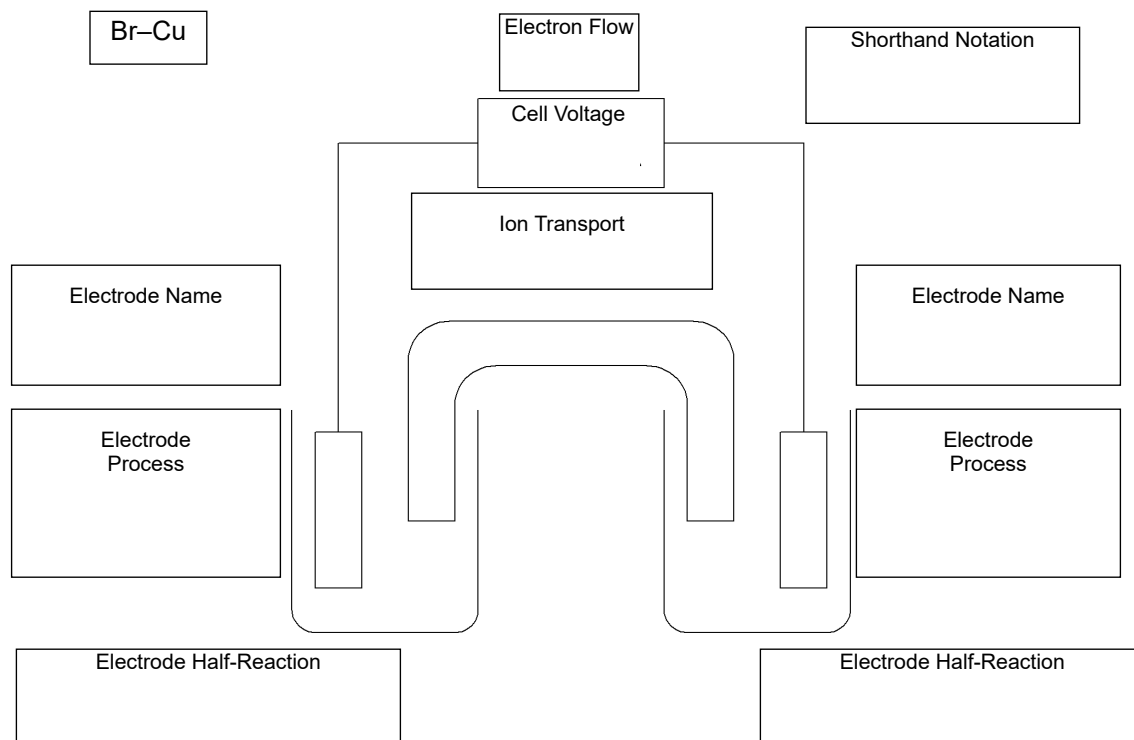 Br–Cu
Electron Flow
Shorthand Notation
Cell Voltage
Ion Transport
Electrode Name
Electrode Name
Electrode
Process
Electrode
Process
Electrode Half-Reaction
Electrode Half-Reaction